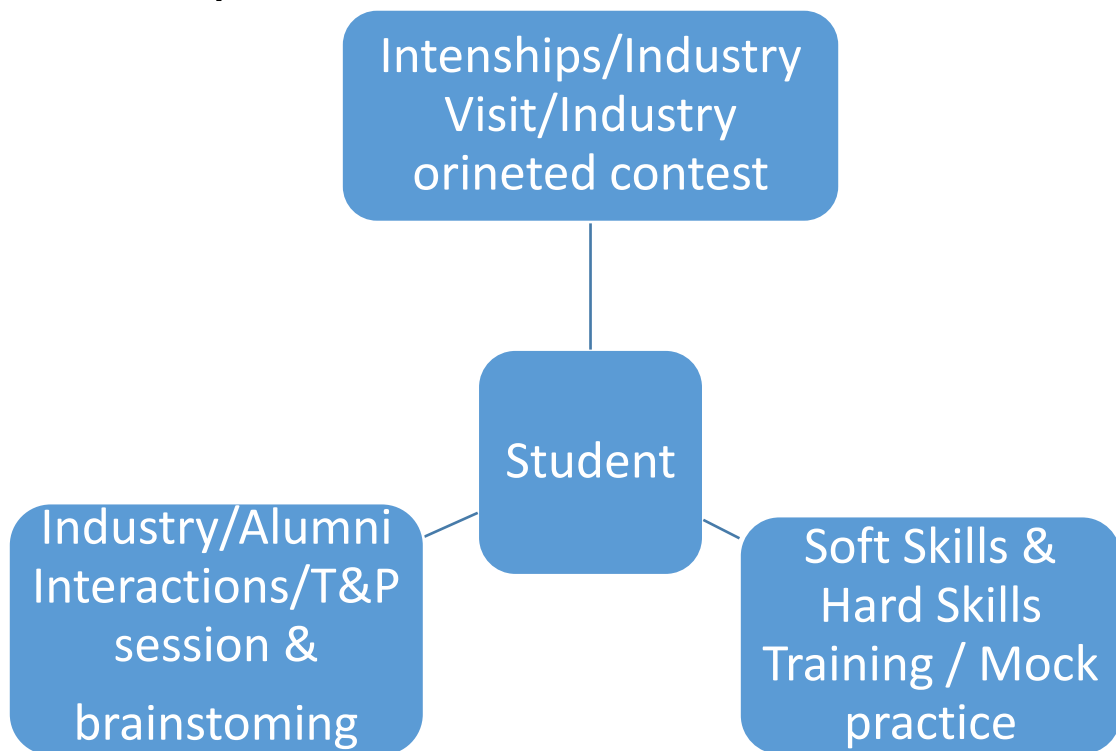 Intenships/Industry
Visit/Industry
orineted contest
Student
Industry/Alumni
Interactions/T&P
session &
brainstoming
Soft Skills &
Hard Skills
Training / Mock
practice